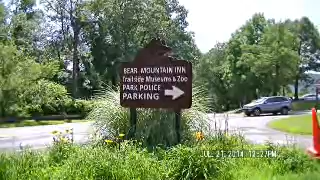 BEAR MOUNTAIN INN
Trailside Museums & Zoo
PARK POLICE
PARKING